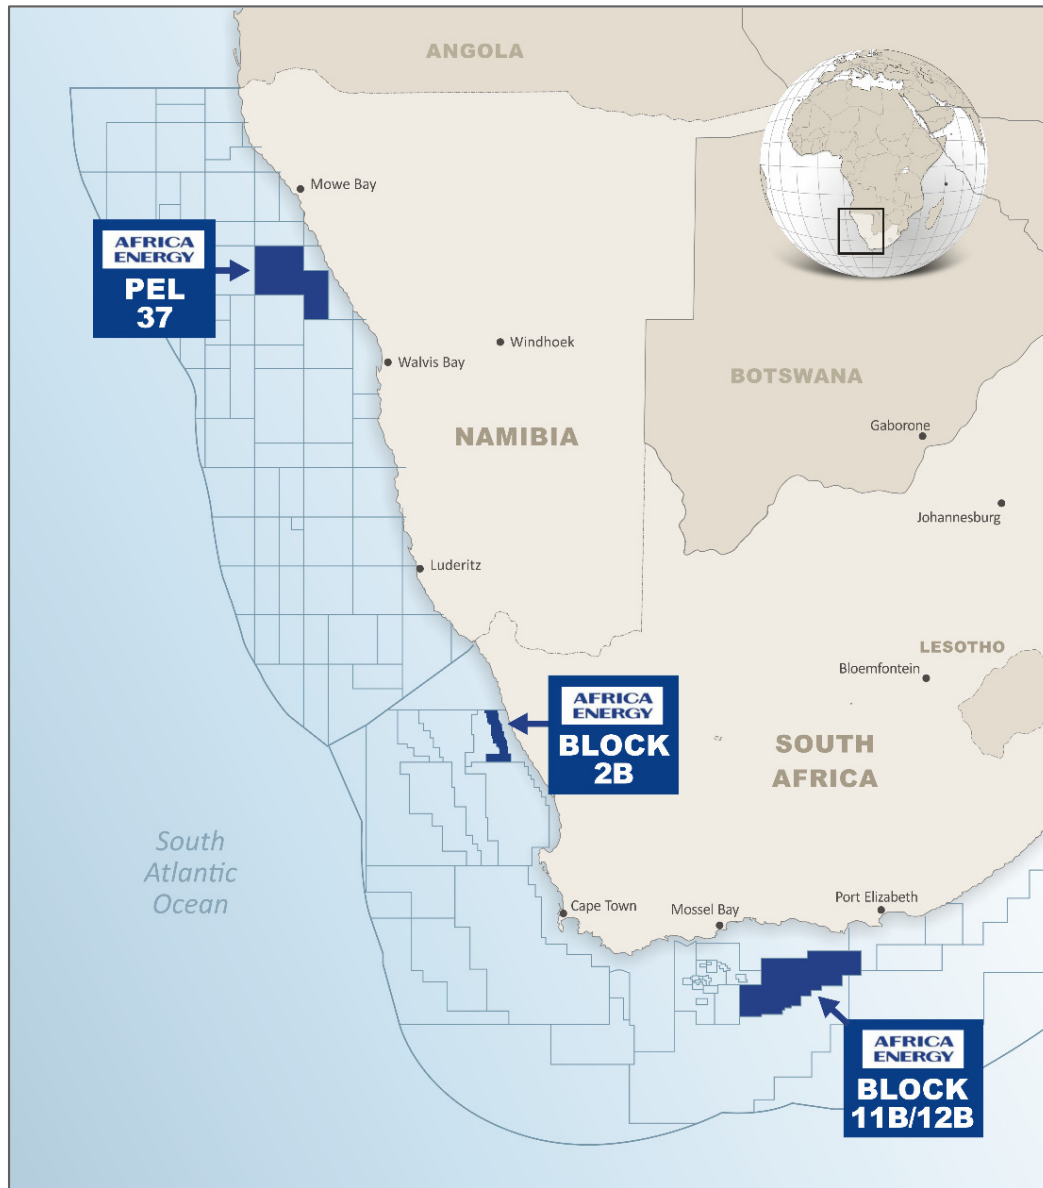 ANGOLA
Mowe Bay
AFRICA
ENERGY
PEL
37
Windhoek
Walvis Bay
BOTSWANA
NAMIBIA
Gaborone
Johannesburg
Luderitz
LESOTHO
Bloemfontein
AFRICA
ENERGY
BLOCK
2B
SOUTH
AFRICA
South
Atlantic
Ocean
Cape Town
Mossel Bay
Port Elizabeth
AFRICA
ENERGY
BLOCK
11B/12B